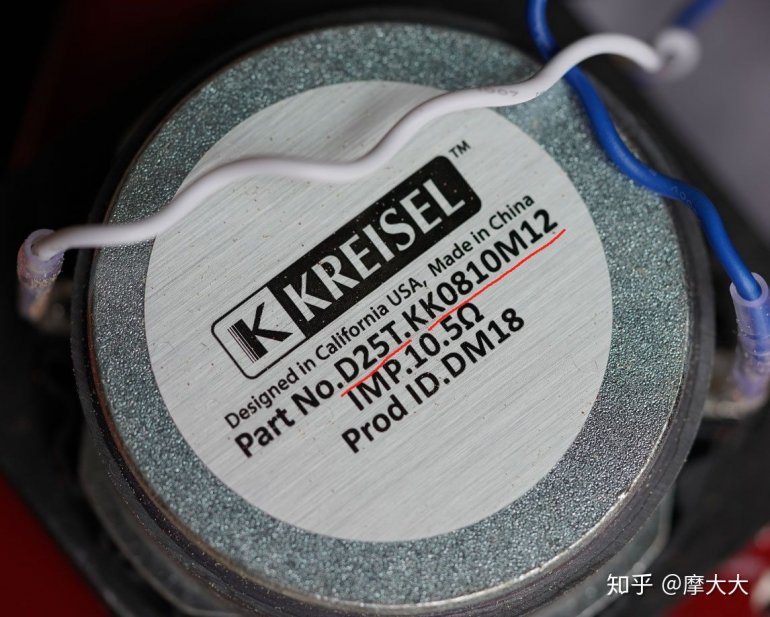 K KREISEL™
Designed in California USA, Made in China
Part No.D25T.KK0810M12
IMP.10.5Ω
Prod ID.DM18
知乎 @摩大大